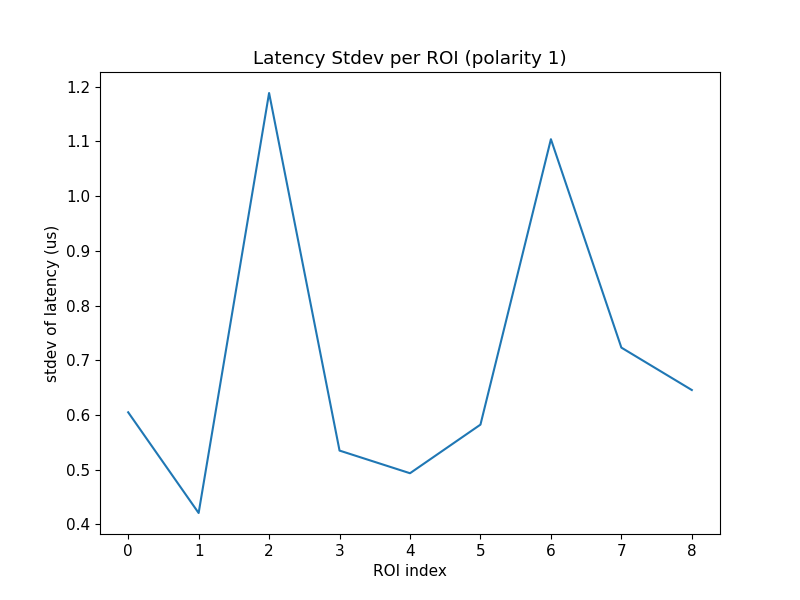 Latency Stdev per ROI (polarity 1)
stdev of latency (us)
1.2
1.1
1.0
0.9
0.8
0.7
0.6
0.5
0.4
0 1 2 3 4 5 6 7 8
ROI index